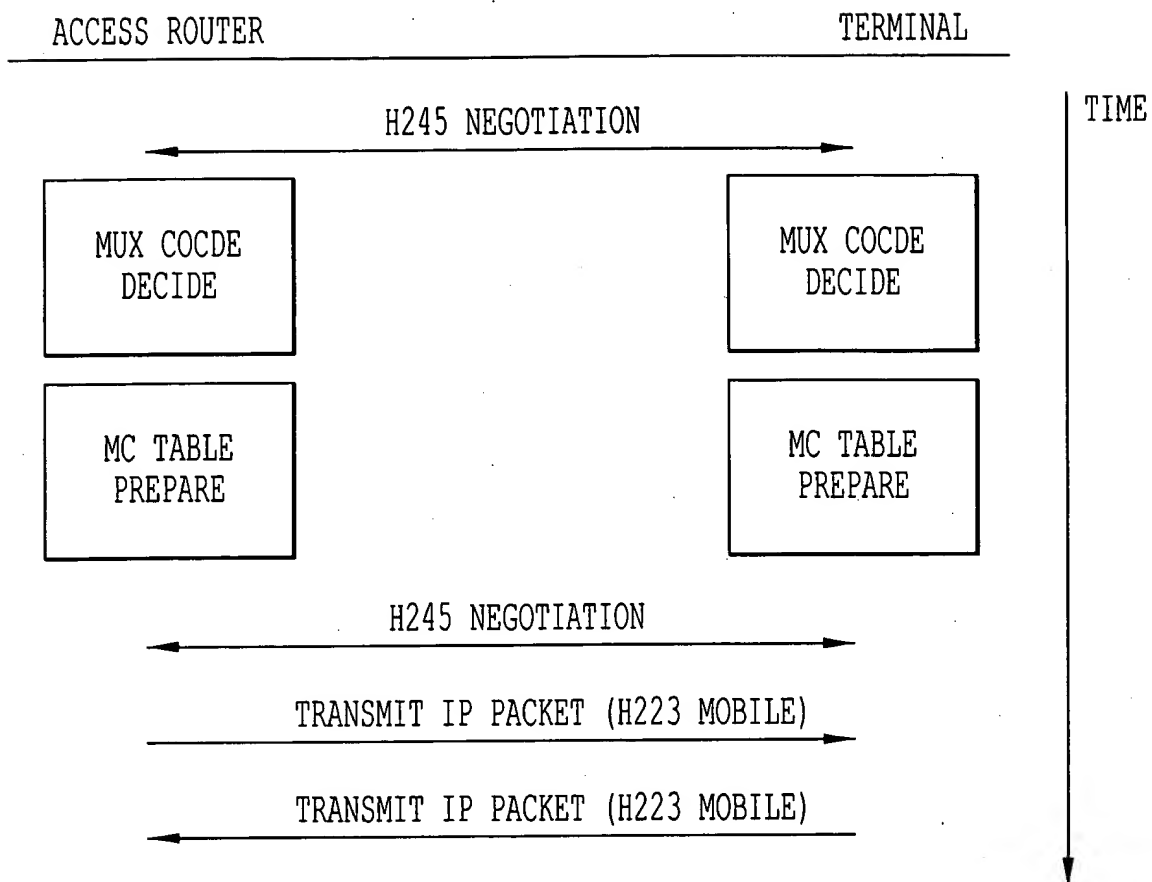 ACCESS ROUTER
TERMINAL
TIME
H245 NEGOTIATION
MUX COCDE
DECIDE
MUX COCDE
DECIDE
MC TABLE
PREPARE
MC TABLE
PREPARE
H245 NEGOTIATION
TRANSMIT IP PACKET (H223 MOBILE)
TRANSMIT IP PACKET (H223 MOBILE)